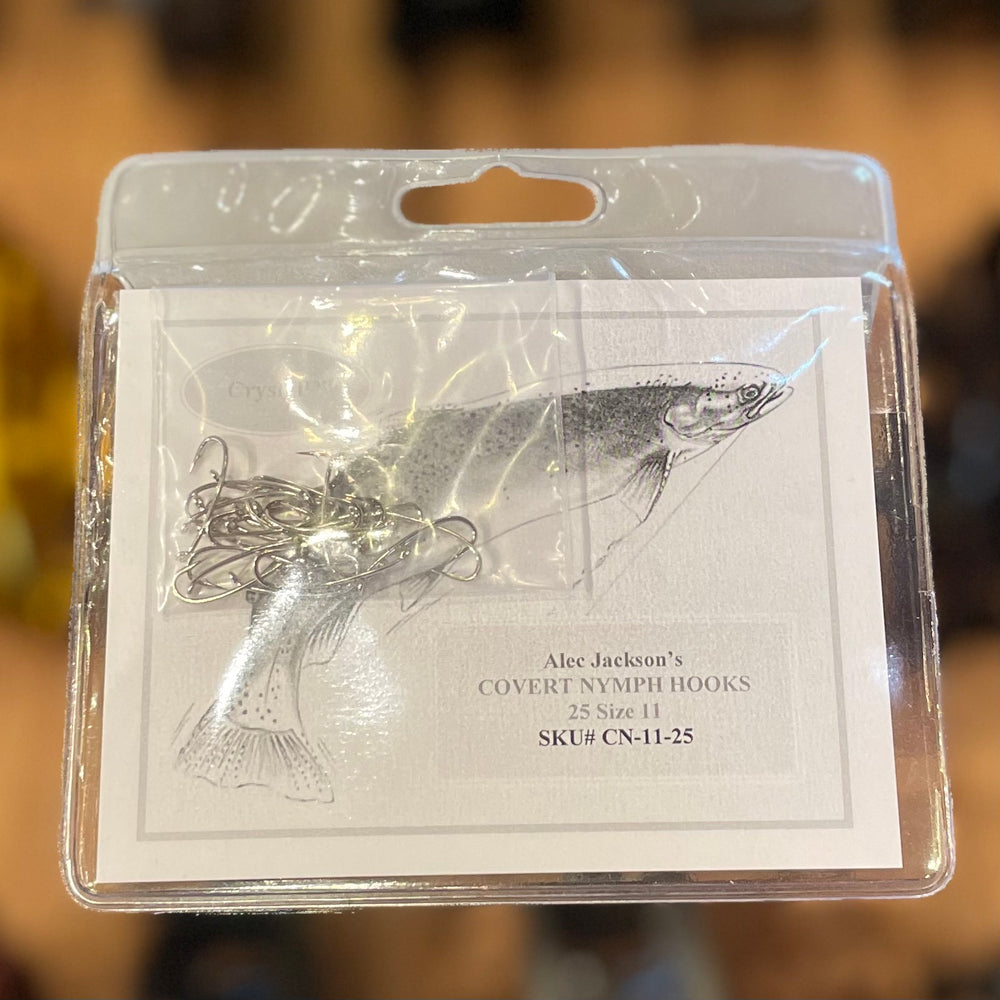 Alec Jackson's
COVERT NYMPH HOOKS
25 Size 11
SKU# CN-11-25